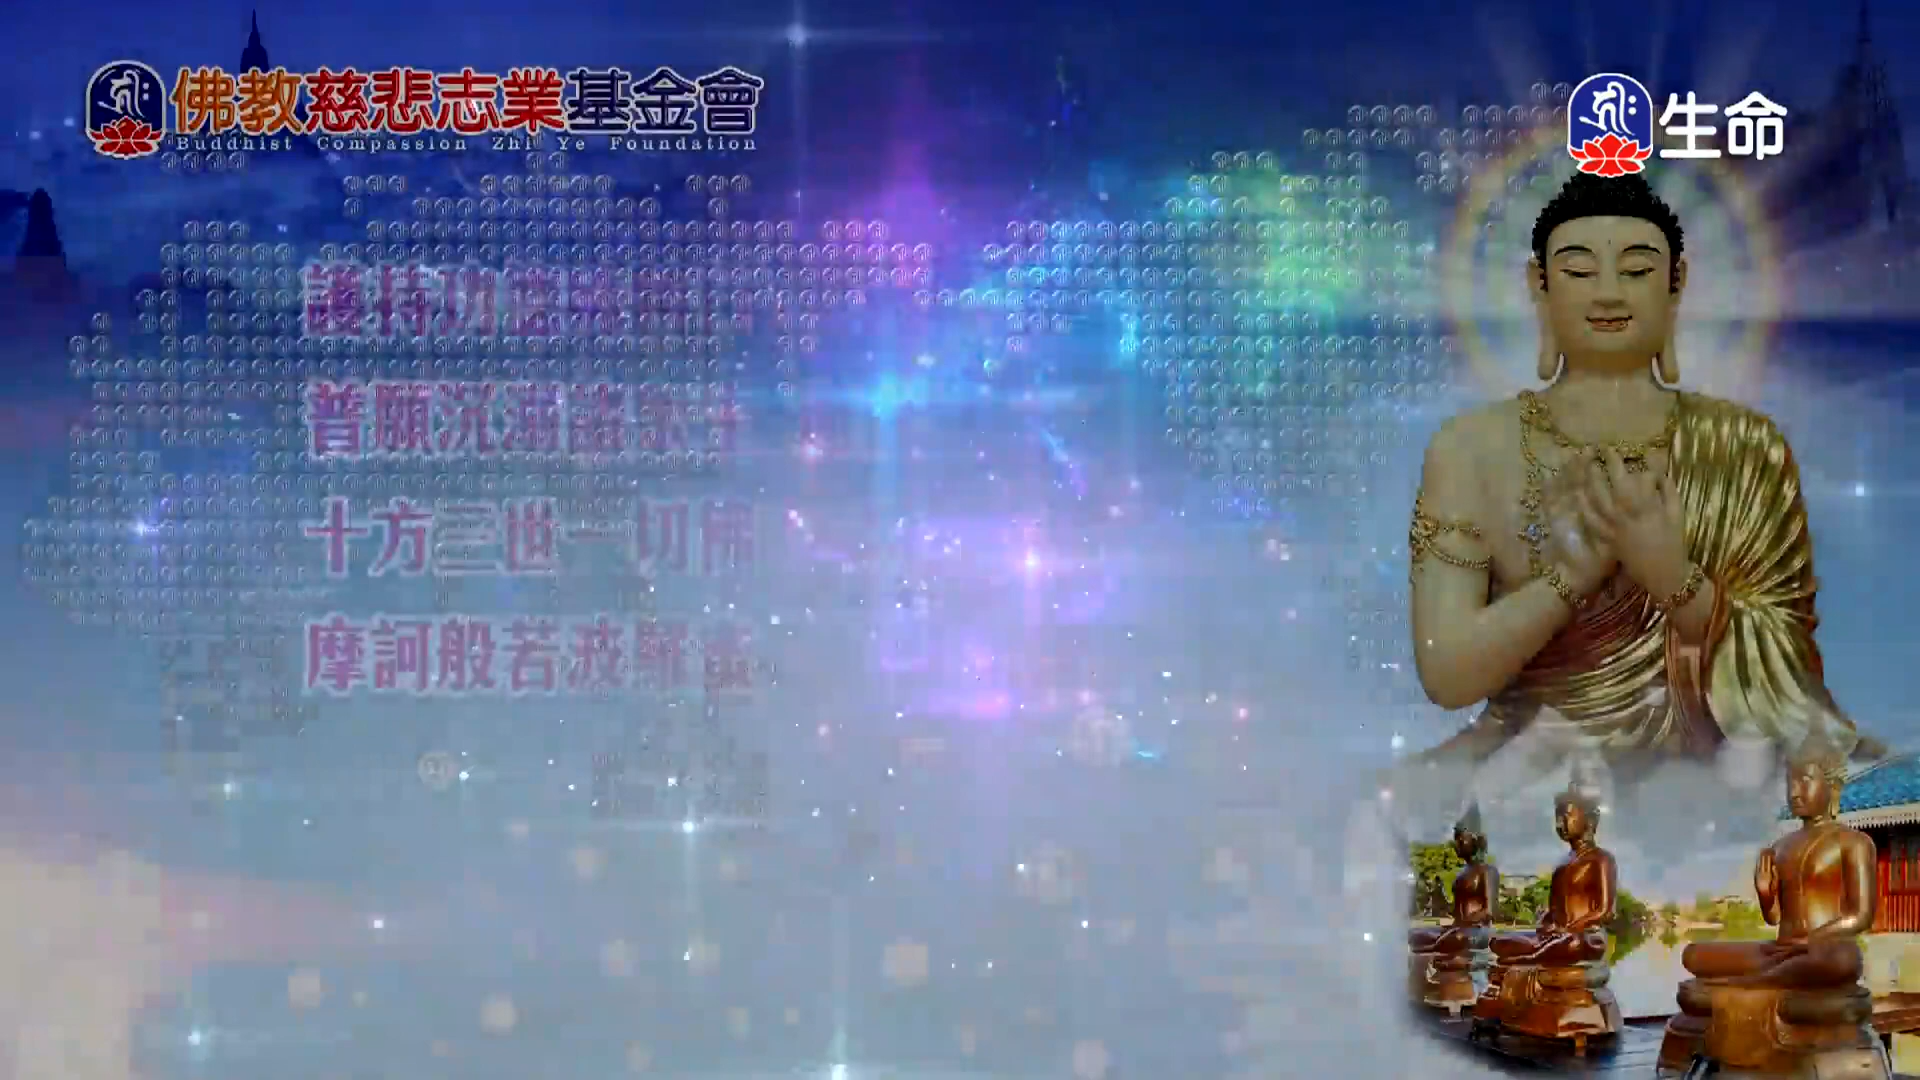 佛教慈悲志業基金會
Buddhist Compassion Zhi Ye Foundation
生命
護持功德
普願沉溺諸眾生
十方三世一切佛
摩訶般若波羅蜜